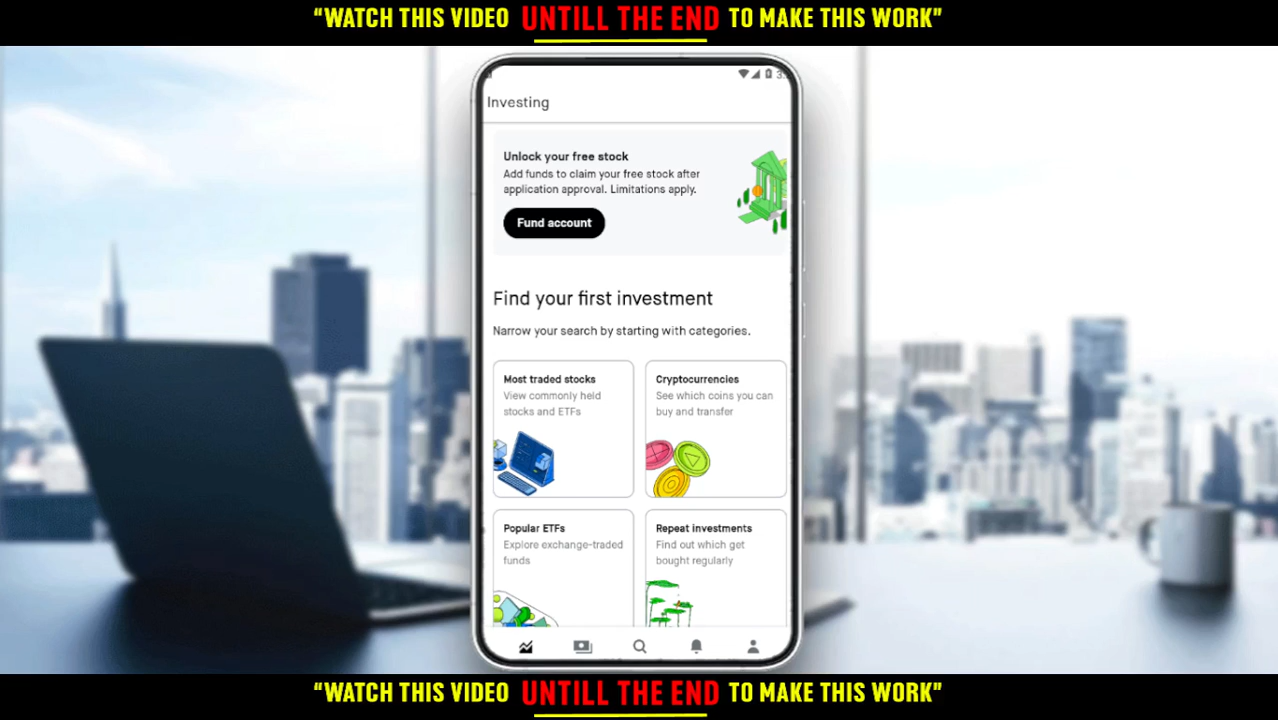 “WATCH THIS VIDEO UNTILL THE END TO MAKE THIS WORK”
Investing
Unlock your free stock
Add funds to claim your free stock after
application approval. Limitations apply.
Fund account
Find your first investment
Narrow your search by starting with categories.
Most traded stocks
View commonly held
stocks and ETFs
Cryptocurrencies
See which coins you can
buy and transfer
Popular ETFs
Explore exchange-traded
funds
Repeat investments
Find out which get
bought regularly
“WATCH THIS VIDEO UNTILL THE END TO MAKE THIS WORK”